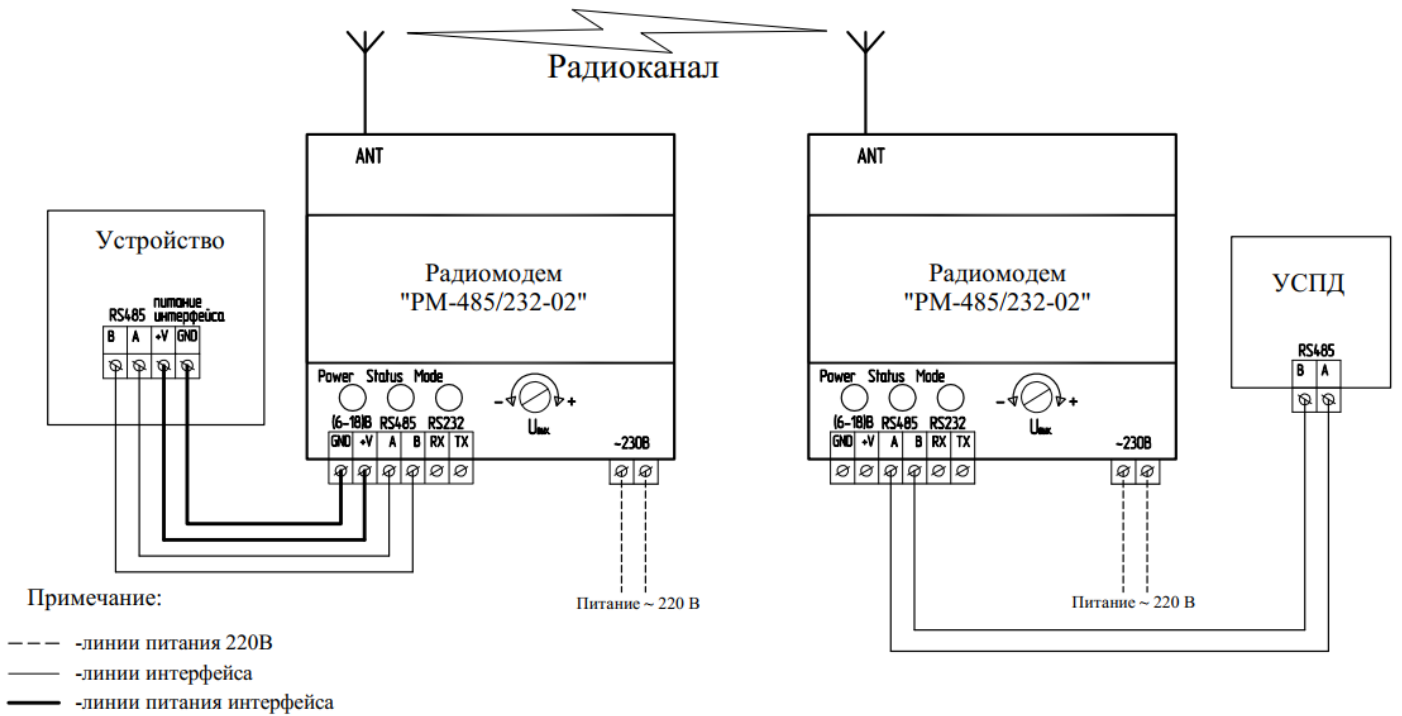 Радиоканал
ANT
ANT
Устройство
Радиомодем
"РМ-485/232-02"
Радиомодем
"РМ-485/232-02"
УСПД
питание
RS485 интерфейса
B A +V GND
RS485
B A
Power Status Mode
- +
(6-18)В RS485 RS232
Uвых.
GND +V A B RX TX
~230В
Power Status Mode
- +
(6-18)В RS485 RS232
Uвых.
GND +V A B RX TX
~230В
Питание ~ 220 В
Питание ~ 220 В
Примечание:
-линии питания 220В
-линии интерфейса
-линии питания интерфейса